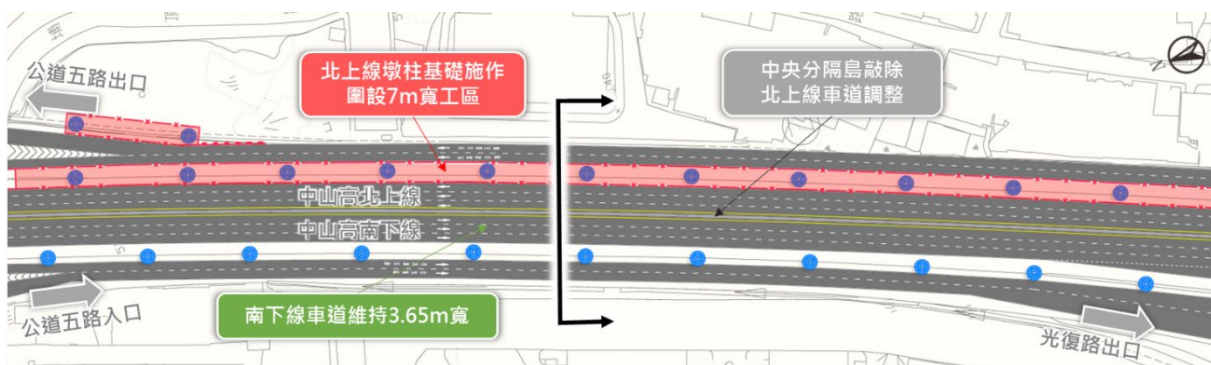 公道五路出口
北上線墩柱基礎施作
圍設7m寬工區
中央分隔島敲除
北上線車道調整
中山高北上線
中山高南下線
公道五路入口
南下線車道維持3.65m寬
光復路出口